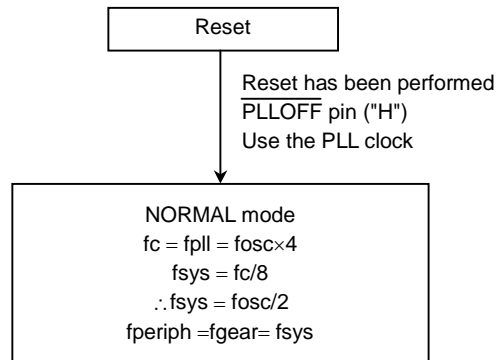 Reset
Reset has been performed
PLLOFF pin ("H")
Use the PLL clock
NORMAL mode
fc = fpll = fosc×4
fsys = fc/8
∴fsys = fosc/2
fperiph =fgear= fsys